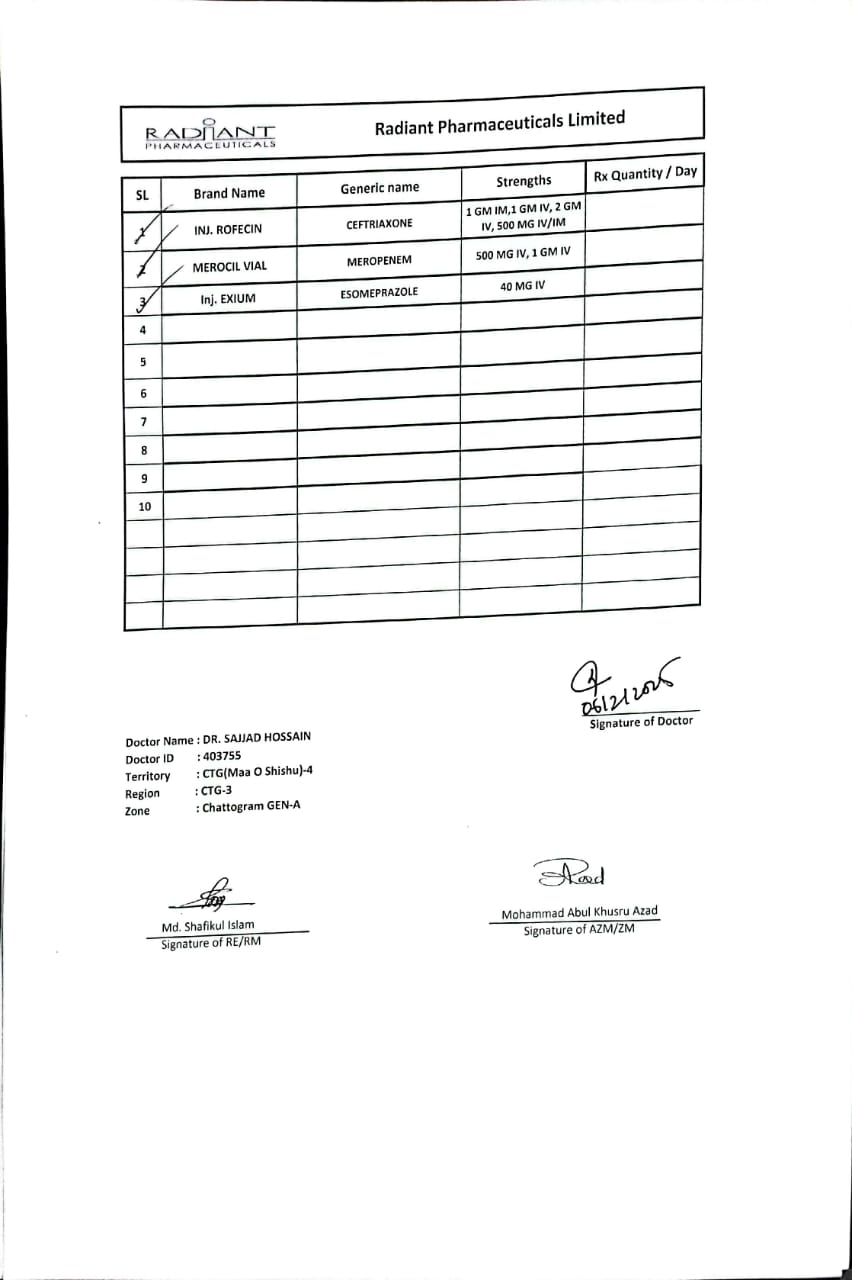 RADIANT
PHARMACEUTICALS
Radiant Pharmaceuticals Limited
SL Brand Name Generic name Strengths Rx Quantity / Day
1 INJ. ROFECIN CEFTRIAXONE 1 GM IM,1 GM IV, 2 GM IV, 500 MG IV/IM
2 MEROCIL VIAL MEROPENEM 500 MG IV, 1 GM IV
3 Inj. EXIUM ESOMEPRAZOLE 40 MG IV
4
5
6
7
8
9
10
06/2/2025
Signature of Doctor
Doctor Name : DR. SAJJAD HOSSAIN
Doctor ID : 403755
Territory : CTG(Maa O Shishu)-4
Region : CTG-3
Zone : Chattogram GEN-A
Azad
Md. Shafikul Islam
Signature of RE/RM
Mohammad Abul Khusru Azad
Signature of AZM/ZM